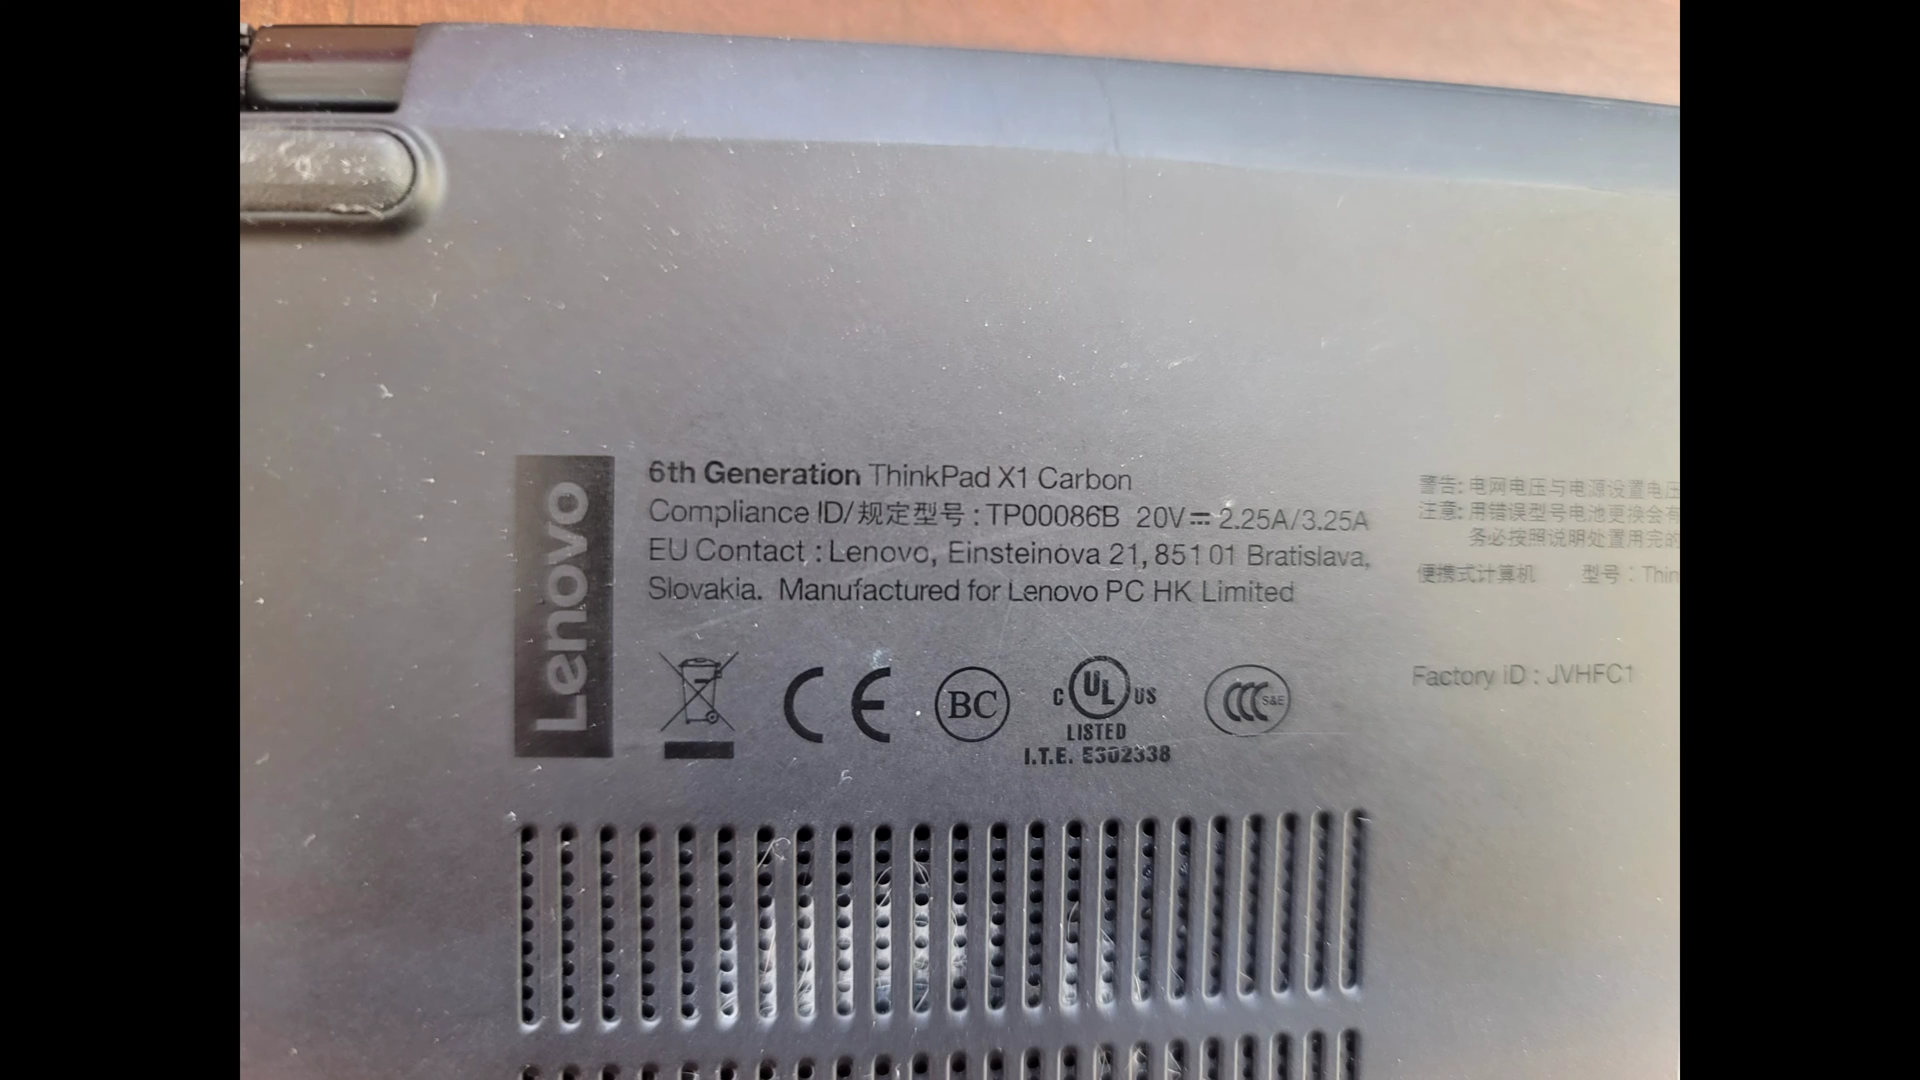 Lenovo
6th Generation ThinkPad X1 Carbon
Compliance ID/规定型号 : TP00086B 20V⎓ 2.25A/3.25A
EU Contact : Lenovo, Einsteinova 21, 851 01 Bratislava,
Slovakia. Manufactured for Lenovo PC HK Limited
CE
BC
C UL US
LISTED
I.T.E. E302338
CCC S&E
警告: 电网电压与电源设置电压
注意: 用错误型号电池更换会有
务必按照说明处置用完的
便携式计算机 型号 : Thin
Factory ID : JVHFC1